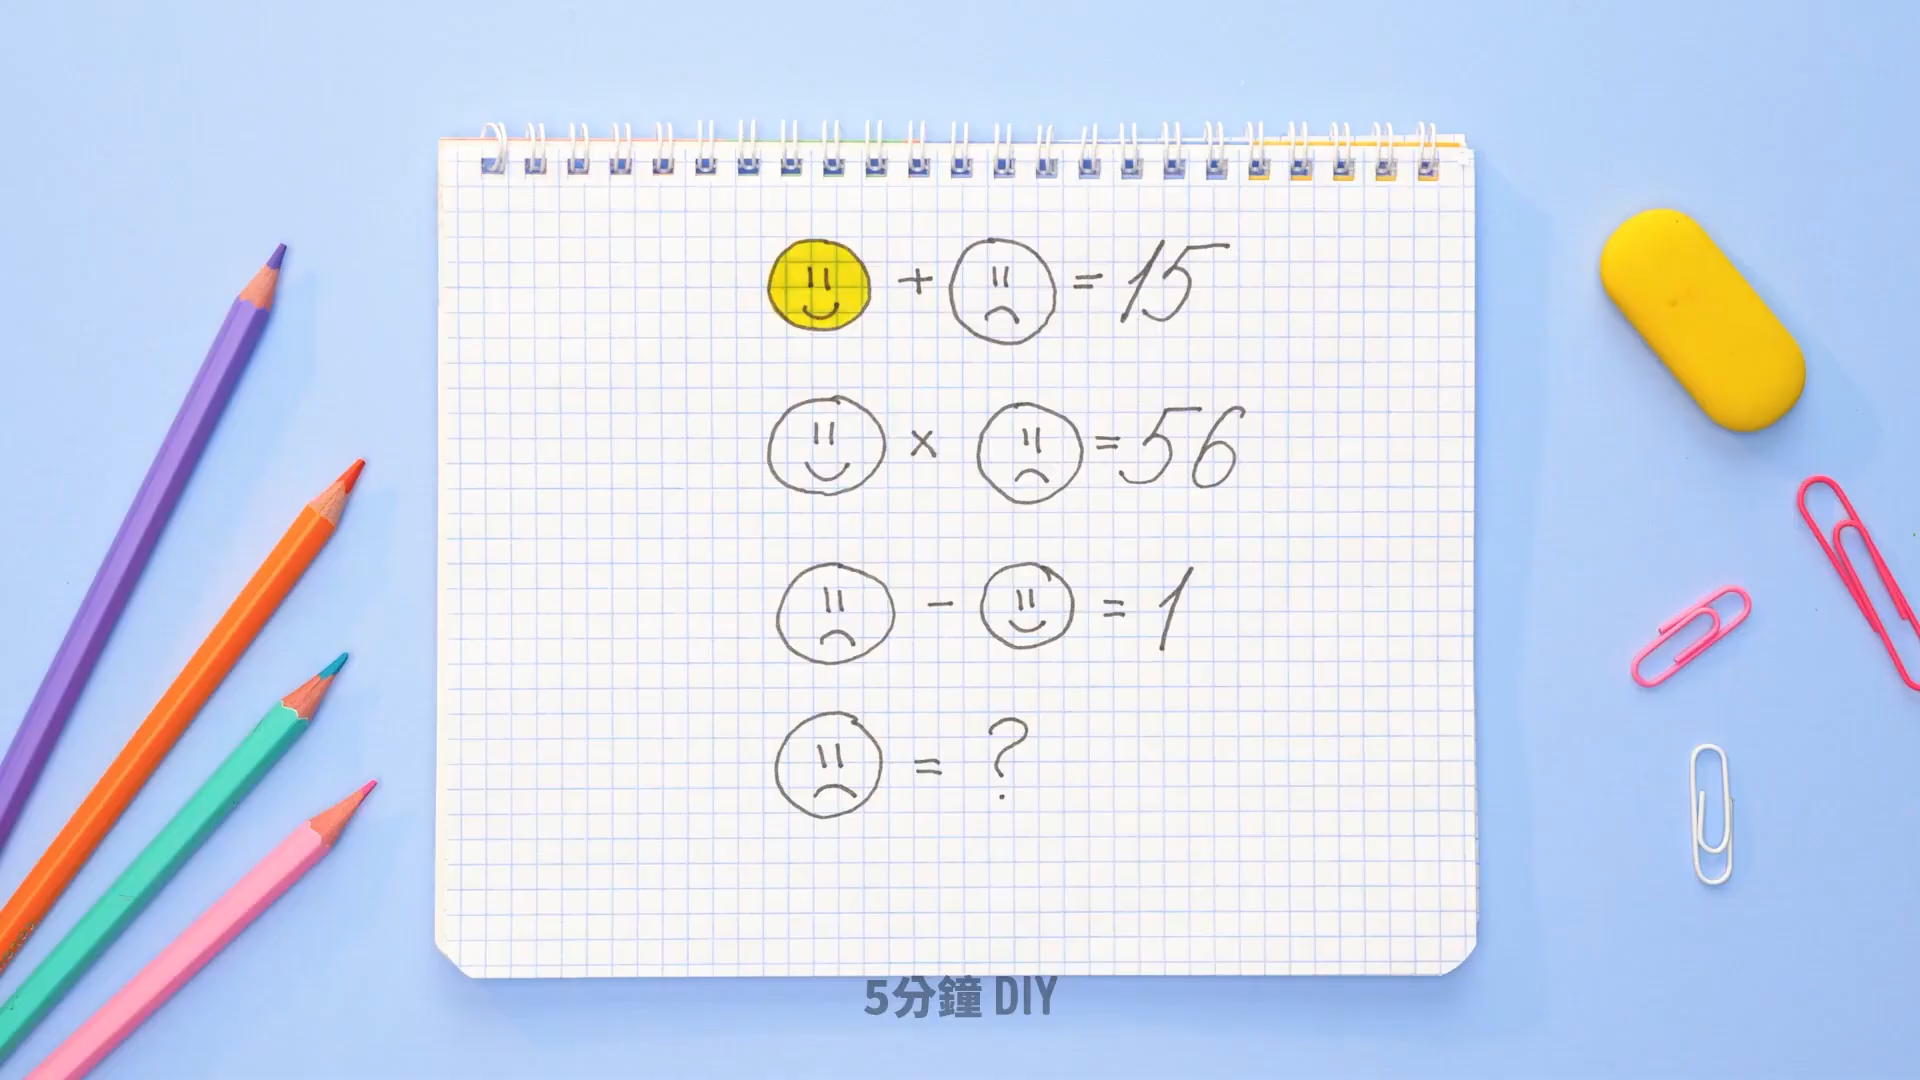 🙂 + ☹ = 15
🙂 x ☹ = 56
☹ - 🙂 = 1
☹ = ?
5分鐘 DIY